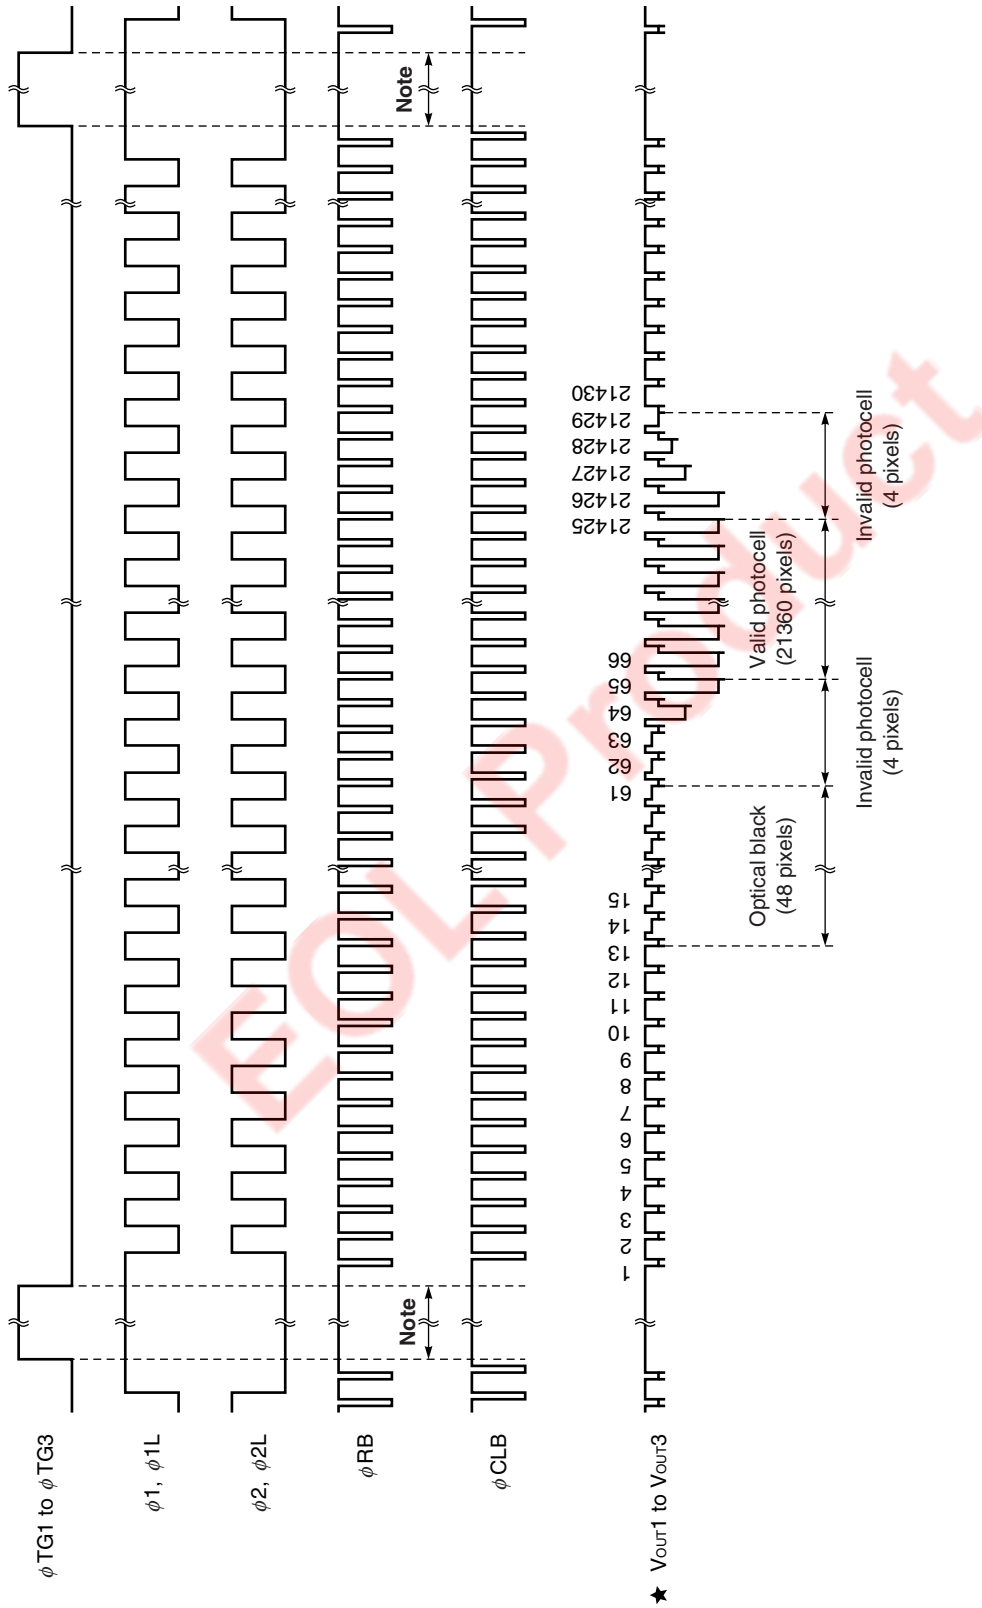 φTG1 to φTG3
φ1, φ1L
φ2, φ2L
φRB
Note
Note
φCLB
★ VOUT1 to VOUT3
1
2
3
4
5
6
7
8
9
10
11
12
13
14
15
61
62
63
64
65
66
21425
21426
21427
21428
21429
21430
Optical black
(48 pixels)
Invalid photocell
(4 pixels)
Valid photocell
(21360 pixels)
Invalid photocell
(4 pixels)
EOL Product